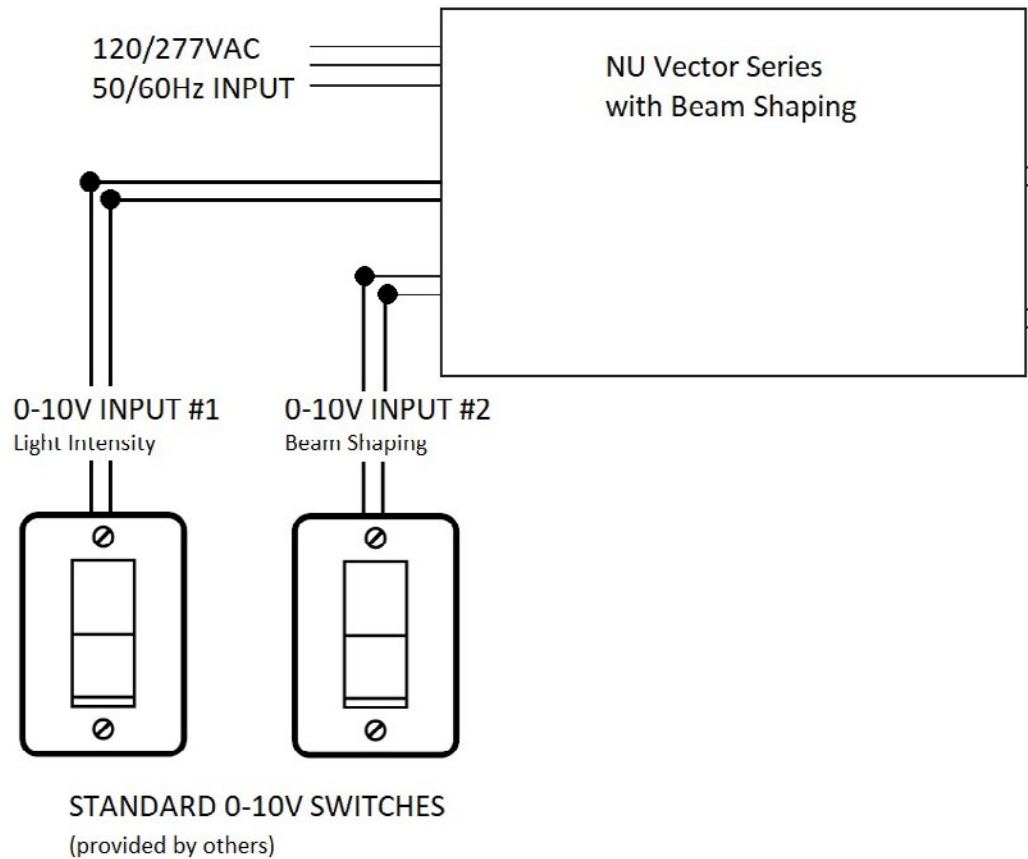 120/277VAC
50/60Hz INPUT
NU Vector Series
with Beam Shaping
0-10V INPUT #1
Light Intensity
0-10V INPUT #2
Beam Shaping
STANDARD 0-10V SWITCHES
(provided by others)